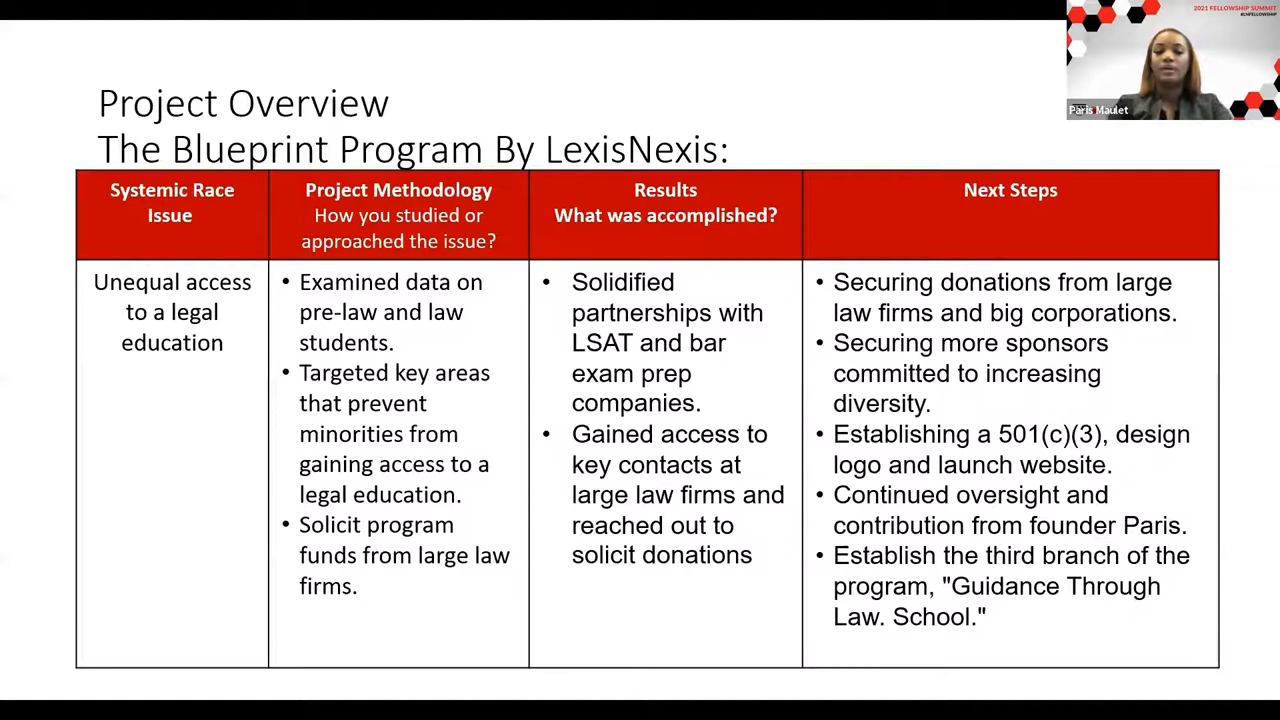 2021 FELLOWSHIP SUMMIT
#LNFELLOWSHIP
Paris Maulet
Project Overview
The Blueprint Program By LexisNexis:
Systemic Race
Issue
Project Methodology
How you studied or
approached the issue?
Results
What was accomplished?
Next Steps
Unequal access
to a legal
education
• Examined data on
pre-law and law
students.
• Targeted key areas
that prevent
minorities from
gaining access to a
legal education.
• Solicit program
funds from large law
firms.
• Solidified
partnerships with
LSAT and bar
exam prep
companies.
• Gained access to
key contacts at
large law firms and
reached out to
solicit donations
• Securing donations from large
law firms and big corporations.
• Securing more sponsors
committed to increasing
diversity.
• Establishing a 501(c)(3), design
logo and launch website.
• Continued oversight and
contribution from founder Paris.
• Establish the third branch of the
program, "Guidance Through
Law. School."